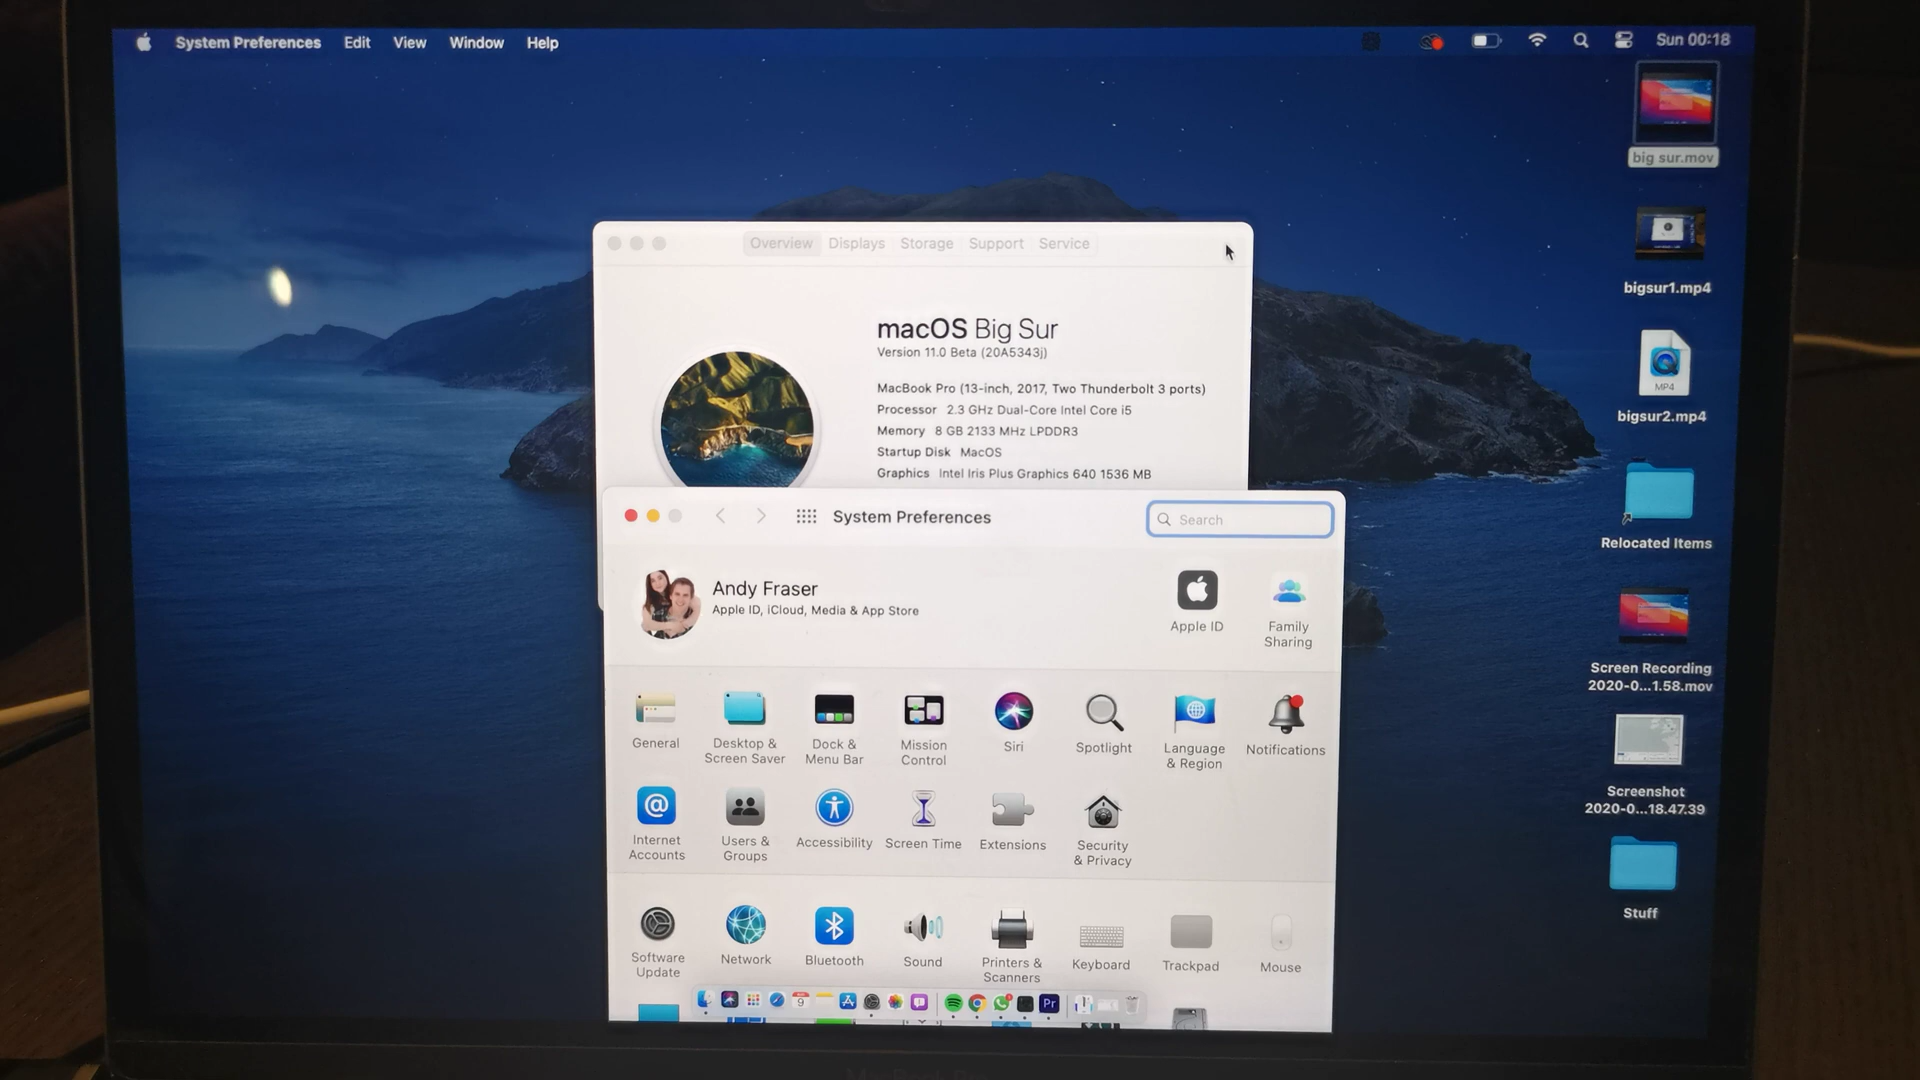 System Preferences Edit View Window Help
Sun 00:18
big sur.mov
bigsur1.mp4
MP4
bigsur2.mp4
Relocated Items
Screen Recording
2020-0...1.58.mov
Screenshot
2020-0...18.47.39
Stuff
Overview Displays Storage Support Service
macOS Big Sur
Version 11.0 Beta (20A5343j)
MacBook Pro (13-inch, 2017, Two Thunderbolt 3 ports)
Processor 2.3 GHz Dual-Core Intel Core i5
Memory 8 GB 2133 MHz LPDDR3
Startup Disk MacOS
Graphics Intel Iris Plus Graphics 640 1536 MB
System Preferences
Search
Andy Fraser
Apple ID, iCloud, Media & App Store
Apple ID
Family
Sharing
General
Desktop &
Screen Saver
Dock &
Menu Bar
Mission
Control
Siri
Spotlight
Language
& Region
Notifications
Internet
Accounts
Users &
Groups
Accessibility
Screen Time
Extensions
Security
& Privacy
Software
Update
Network
Bluetooth
Sound
Printers &
Scanners
Keyboard
Trackpad
Mouse
9
Pr